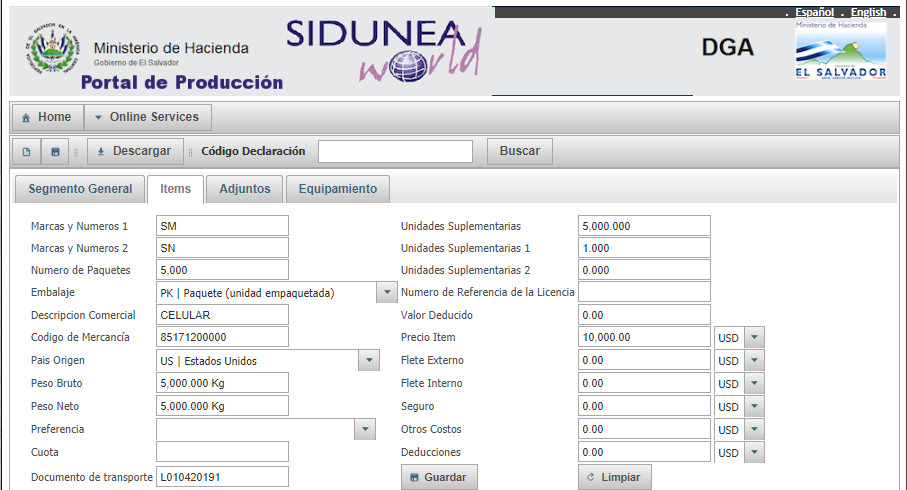 . Español . English .
Ministerio de Hacienda
Gobierno de El Salvador
Portal de Producción
SIDUNEA
world
DGA
Ministerio de Hacienda
EL SALVADOR
Home
Online Services
Descargar
Código Declaración
Buscar
Segmento General
Items
Adjuntos
Equipamiento
Marcas y Numeros 1 SM
Marcas y Numeros 2 SN
Numero de Paquetes 5,000
Embalaje PK | Paquete (unidad empaquetada)
Descripcion Comercial CELULAR
Codigo de Mercancía 85171200000
Pais Origen US | Estados Unidos
Peso Bruto 5,000.000 Kg
Peso Neto 5,000.000 Kg
Preferencia
Cuota
Documento de transporte L010420191
Unidades Suplementarias 5,000.000
Unidades Suplementarias 1 1.000
Unidades Suplementarias 2 0.000
Numero de Referencia de la Licencia
Valor Deducido 0.00
Precio Item 10,000.00 USD
Flete Externo 0.00 USD
Flete Interno 0.00 USD
Seguro 0.00 USD
Otros Costos 0.00 USD
Deducciones 0.00 USD
Guardar
Limpiar